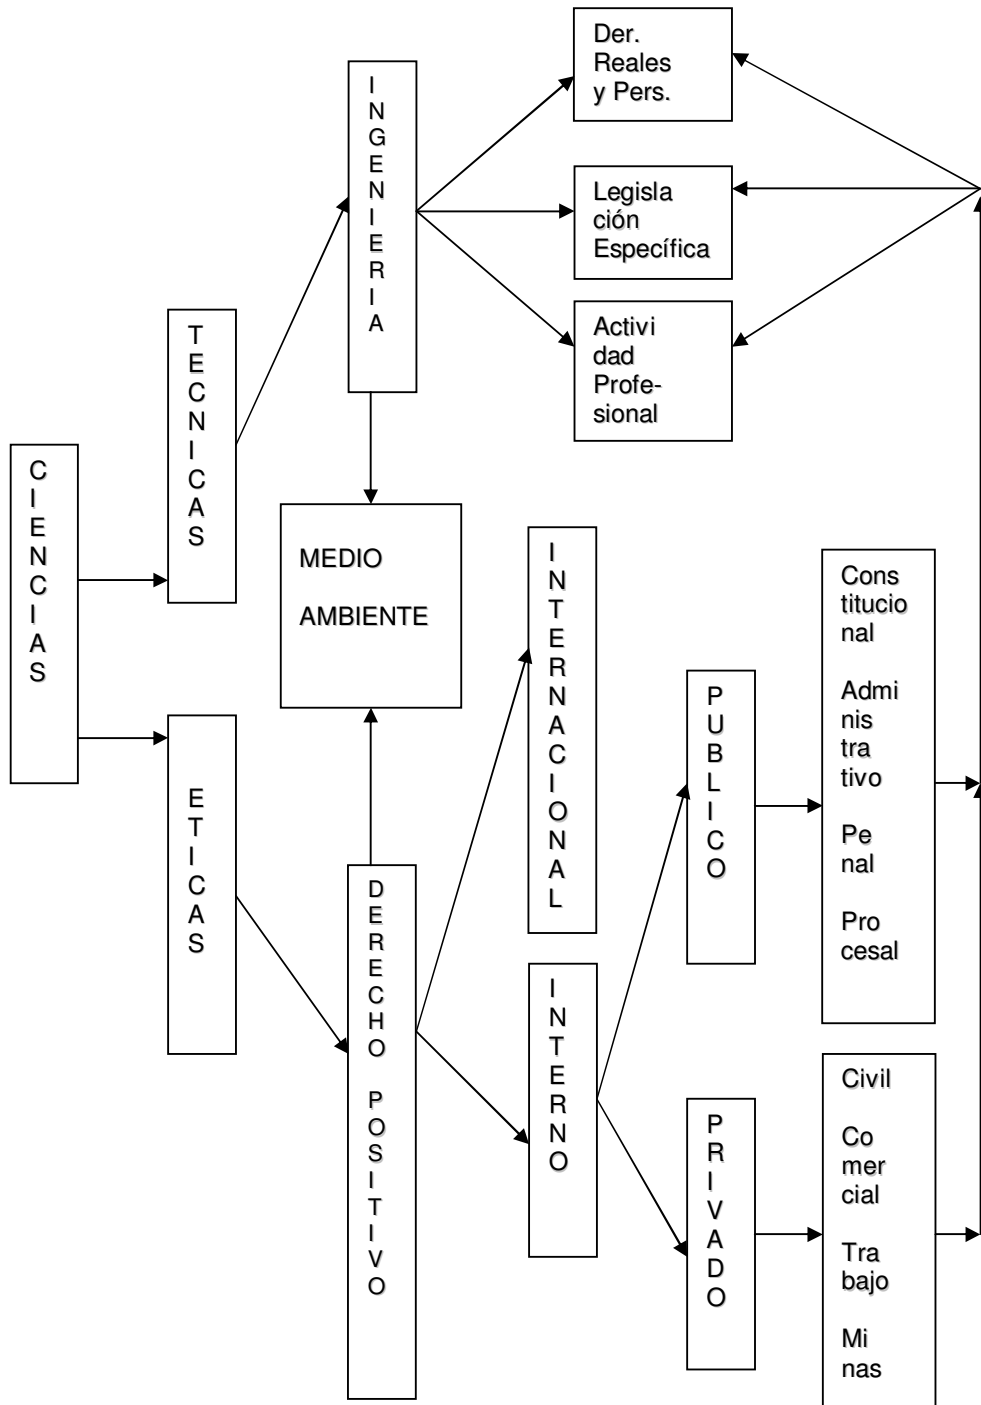 CIENCIAS
TECNICAS
ETICAS
INGENIERIA
MEDIO
AMBIENTE
DERECHO POSITIVO
Der.
Reales
y Pers.
Legisla
ción
Específica
Activi
dad
Profe-
sional
INTERNACIONAL
INTERNO
PUBLICO
PRIVADO
Cons
titucio
nal
Admi
nis
tra
tivo
Pe
nal
Pro
cesal
Civil
Co
mer
cial
Tra
bajo
Mi
nas